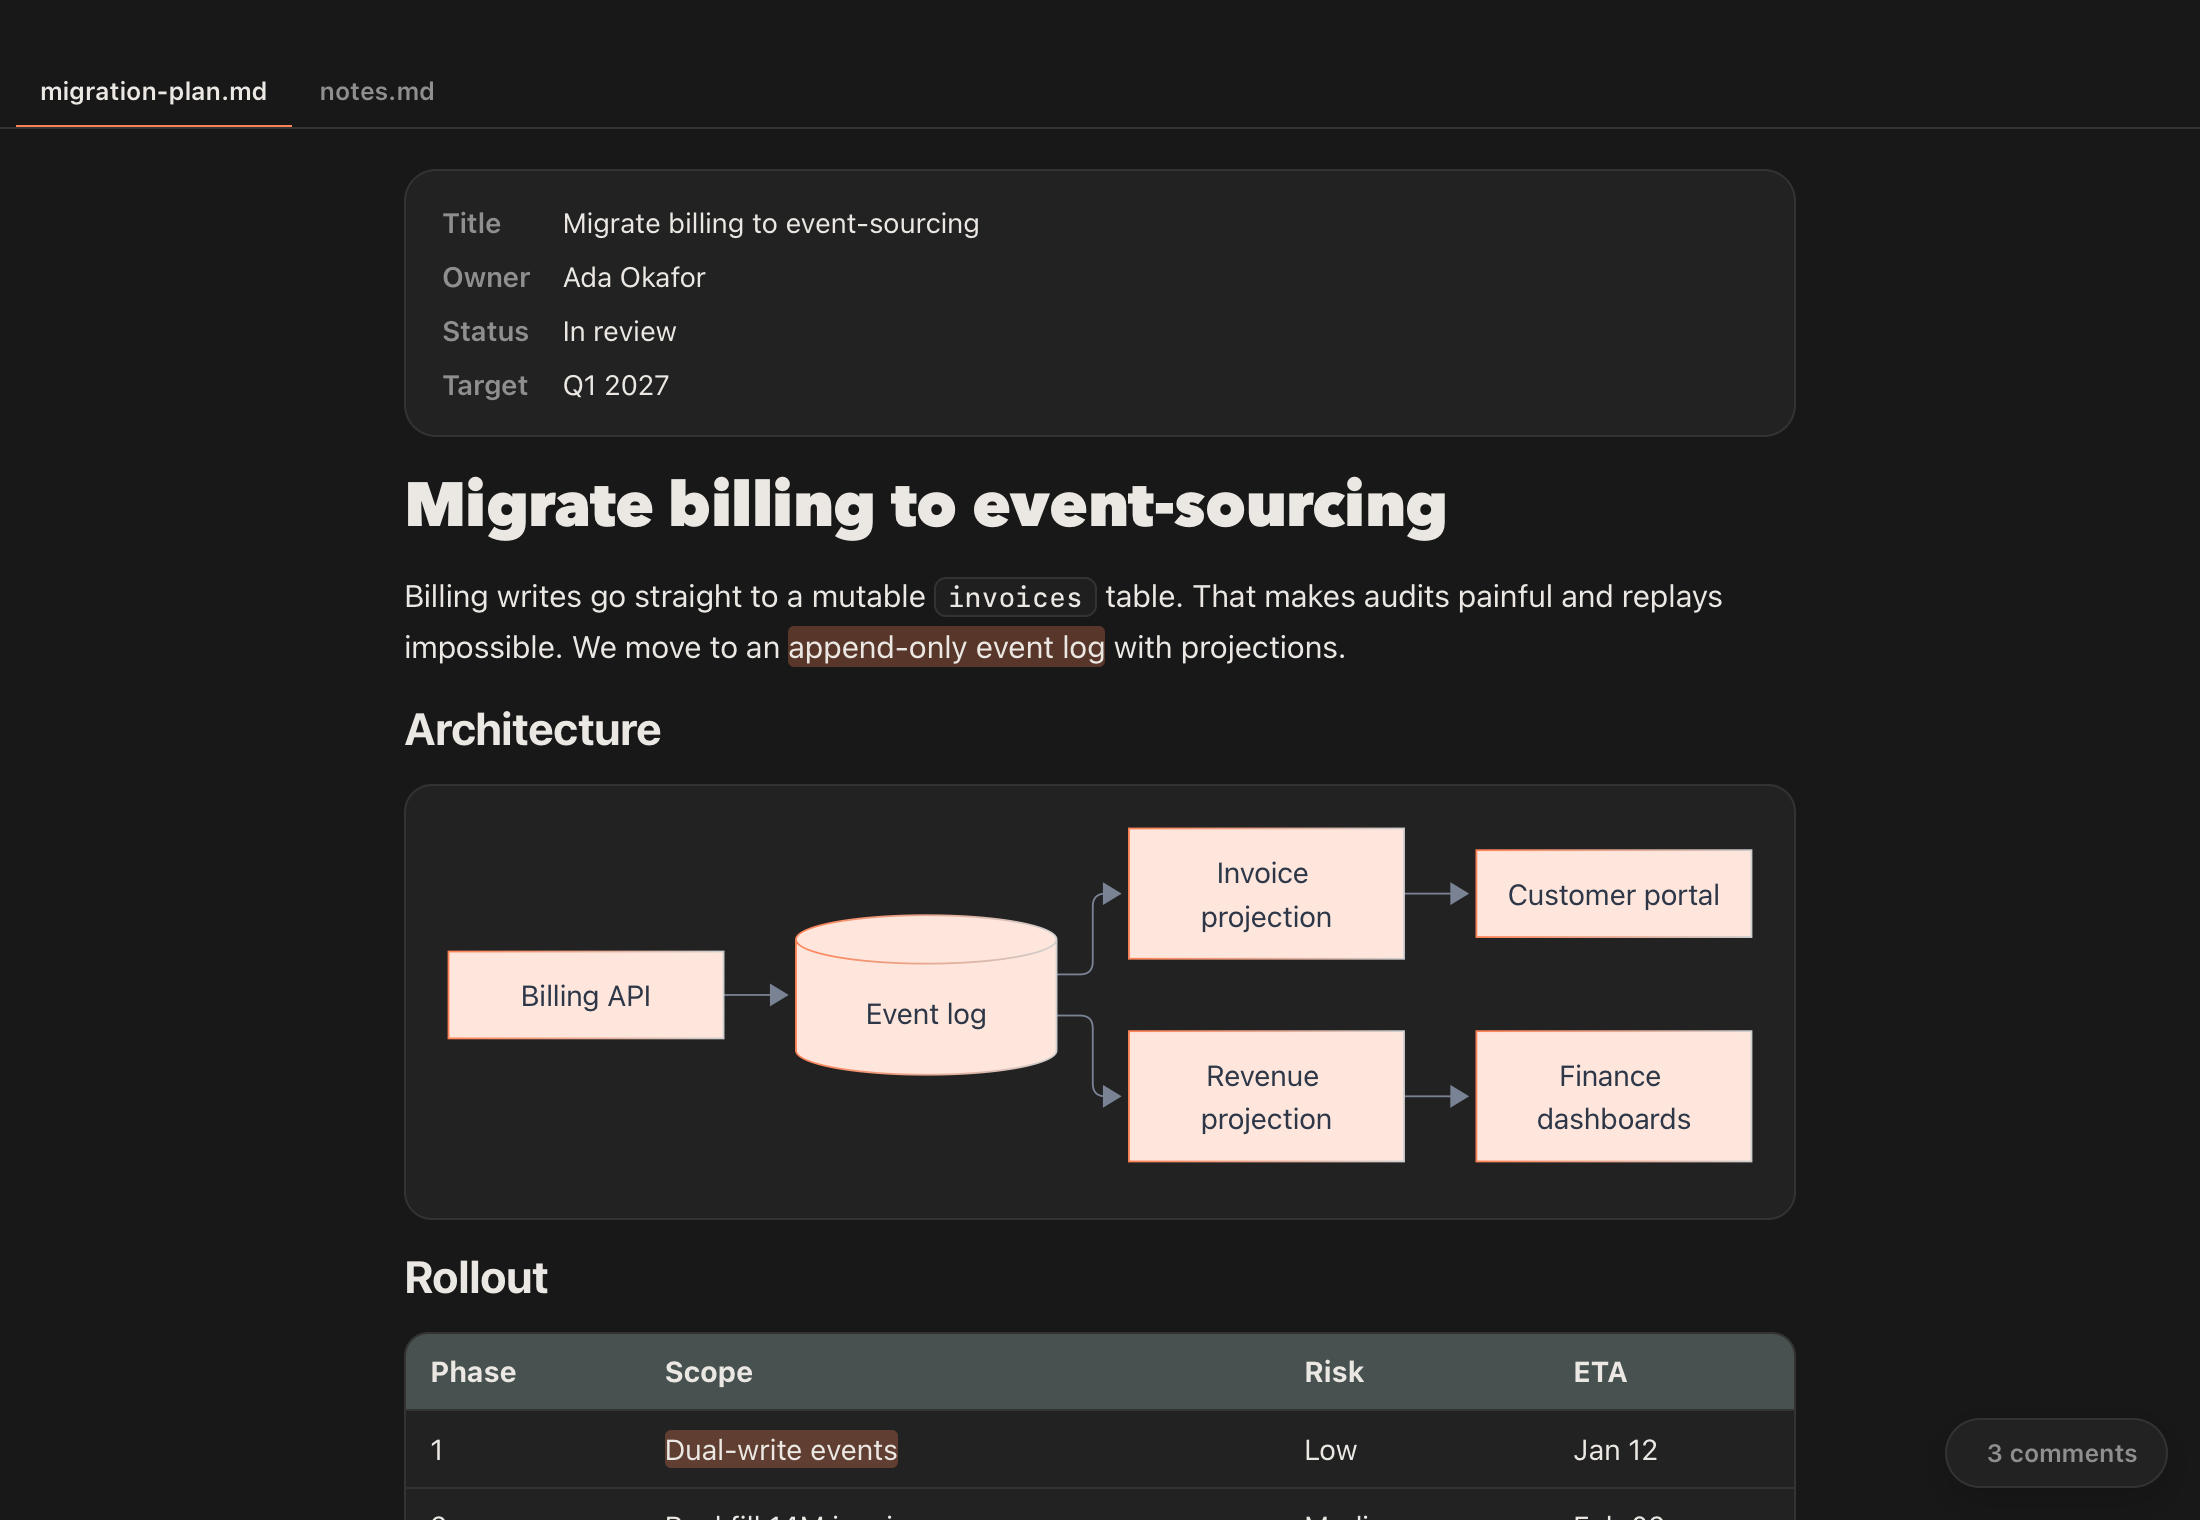 migration-plan.md notes.md
Title Migrate billing to event-sourcing
Owner Ada Okafor
Status In review
Target Q1 2027
Migrate billing to event-sourcing
Billing writes go straight to a mutable invoices table. That makes audits painful and replays
impossible. We move to an append-only event log with projections.
Architecture
Billing API
Event log
Invoice
projection
Customer portal
Revenue
projection
Finance
dashboards
Rollout
Phase Scope Risk ETA
1 Dual-write events Low Jan 12
3 comments